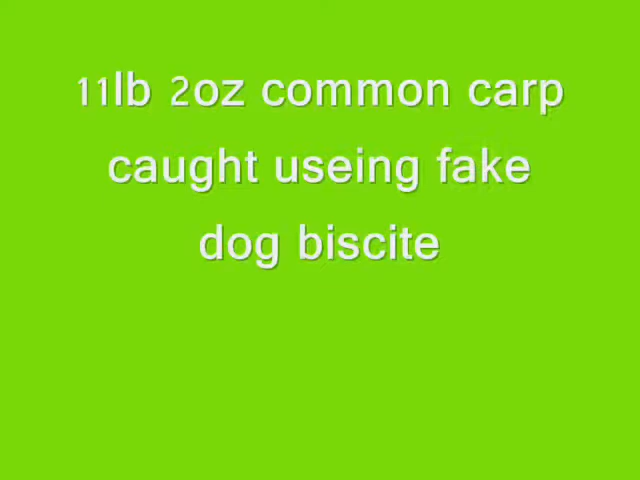 11lb 2oz common carp
caught useing fake
dog biscite